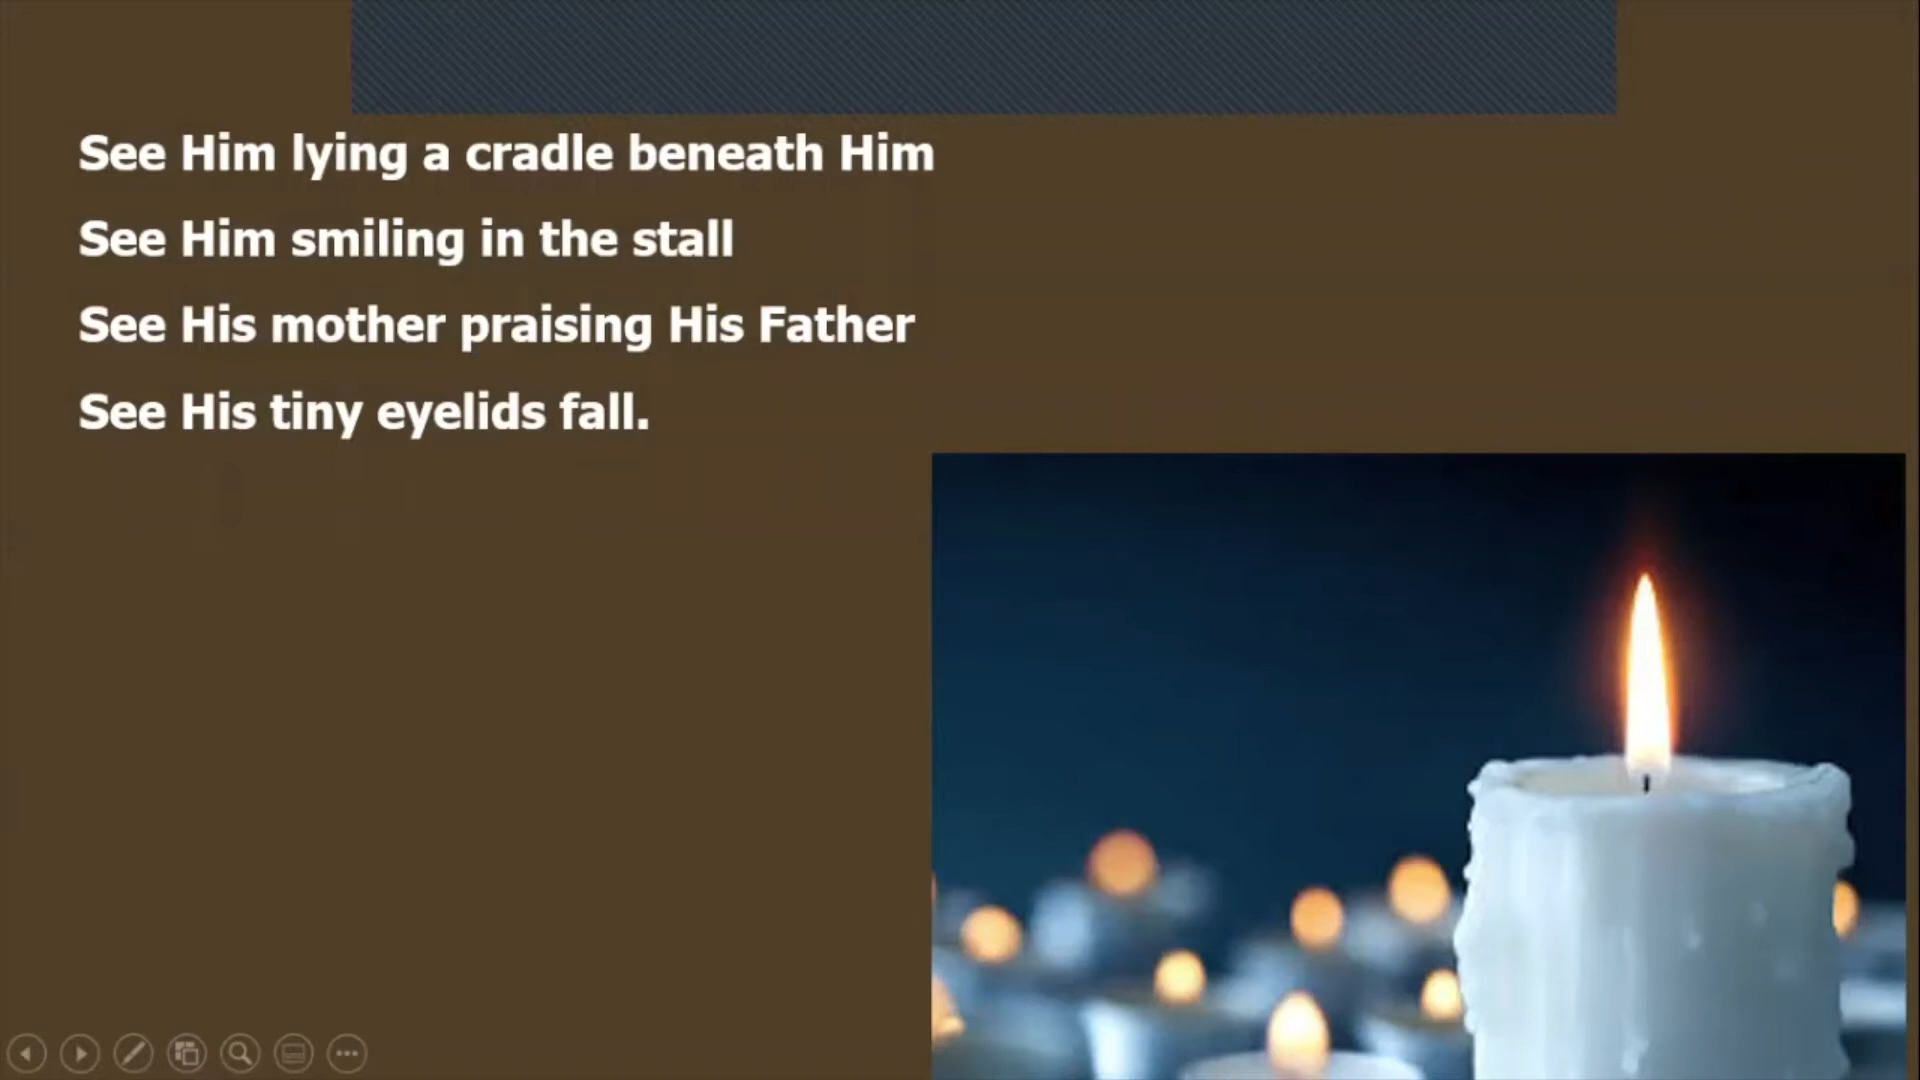 See Him lying a cradle beneath Him
See Him smiling in the stall
See His mother praising His Father
See His tiny eyelids fall.